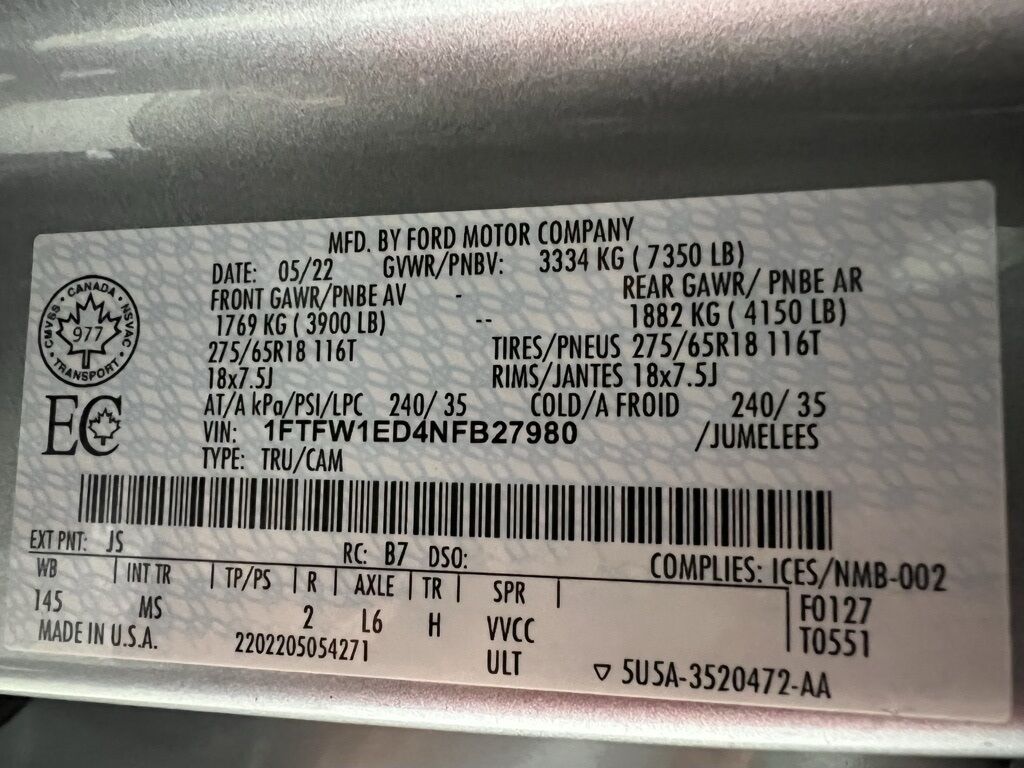 MFD. BY FORD MOTOR COMPANY
DATE: 05/22 GVWR/PNBV: 3334 KG ( 7350 LB)
FRONT GAWR/PNBE AV - REAR GAWR/ PNBE AR
1769 KG ( 3900 LB) -- 1882 KG ( 4150 LB)
275/65R18 116T TIRES/PNEUS 275/65R18 116T
18x7.5J RIMS/JANTES 18x7.5J
AT/A kPa/PSI/LPC 240/ 35 COLD/A FROID 240/ 35
VIN: 1FTFW1ED4NFB27980 /JUMELEES
TYPE: TRU/CAM
CANADA
CMVSS NSVAC
977
TRANSPORT
EC
EXT PNT: JS RC: B7 DSO:
COMPLIES: ICES/NMB-002
WB | INT TR | TP/PS | R | AXLE | TR | SPR |
145 MS 2 L6 H VVCC
F0127
T0551
MADE IN U.S.A. 2202205054271 ULT
▽ 5U5A-3520472-AA